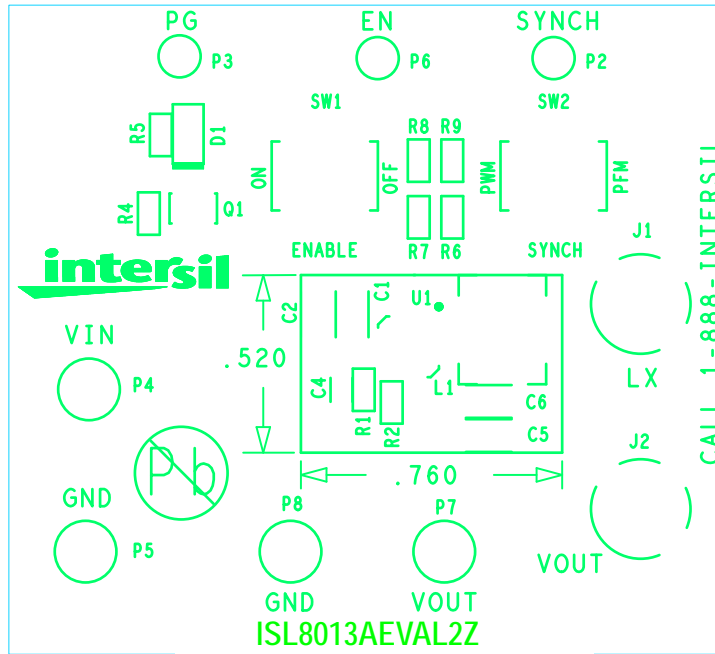 PG
EN
SYNCH
P3
P6
P2
SW1
SW2
R5
D1
R8
R9
ON
OFF
PWM
PFM
R4
Q1
R7
R6
ENABLE
SYNCH
J1
CALL 1-888-INTERSIL
intersil
C2
C1
U1
VIN
.520
P4
C4
R1
R2
L1
C6
C5
LX
J2
Pb
.760
GND
P8
P7
P5
VOUT
GND
VOUT
ISL8013AEVAL2Z